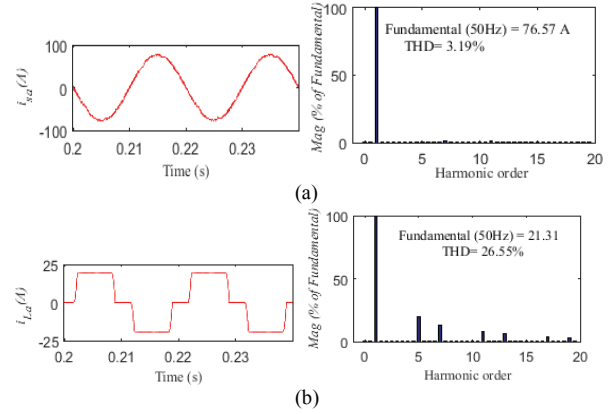 i_sa(A)
100
0
-100
0.2
0.21
0.22
0.23
Time (s)
Mag (% of Fundamental)
100
50
0
Fundamental (50Hz) = 76.57 A
THD= 3.19%
0
5
10
15
20
Harmonic order
(a)
i_La(A)
25
0
-25
0.2
0.21
0.22
0.23
Time (s)
Mag (% of Fundamental)
100
50
0
Fundamental (50Hz) = 21.31
THD= 26.55%
0
5
10
15
20
Harmonic order
(b)